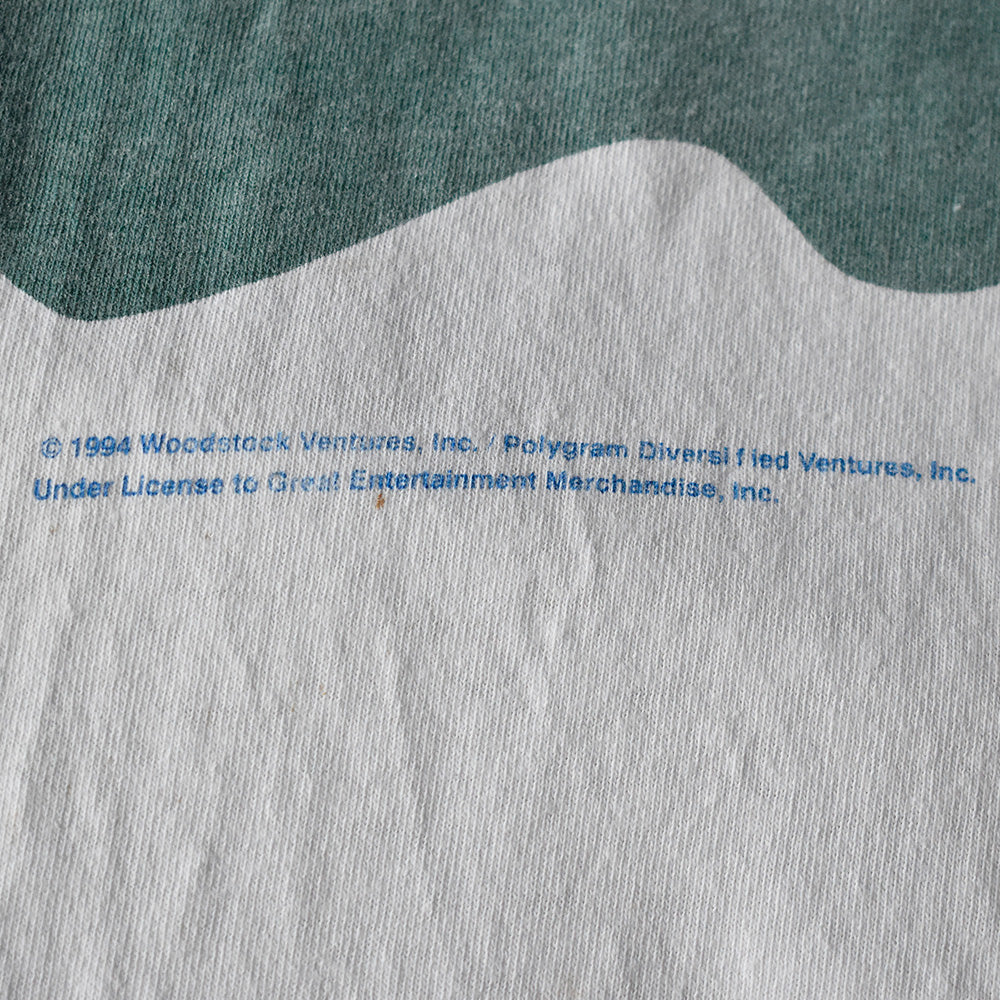 © 1994 Woodstock Ventures, Inc. / Polygram Diversified Ventures, Inc.
Under License to Great Entertainment Merchandise, Inc.